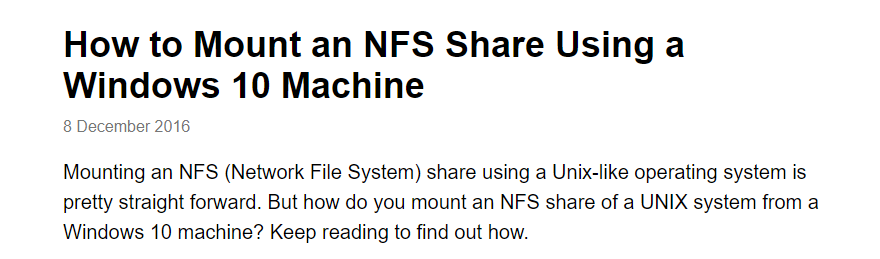 How to Mount an NFS Share Using a
Windows 10 Machine
8 December 2016
Mounting an NFS (Network File System) share using a Unix-like operating system is
pretty straight forward. But how do you mount an NFS share of a UNIX system from a
Windows 10 machine? Keep reading to find out how.